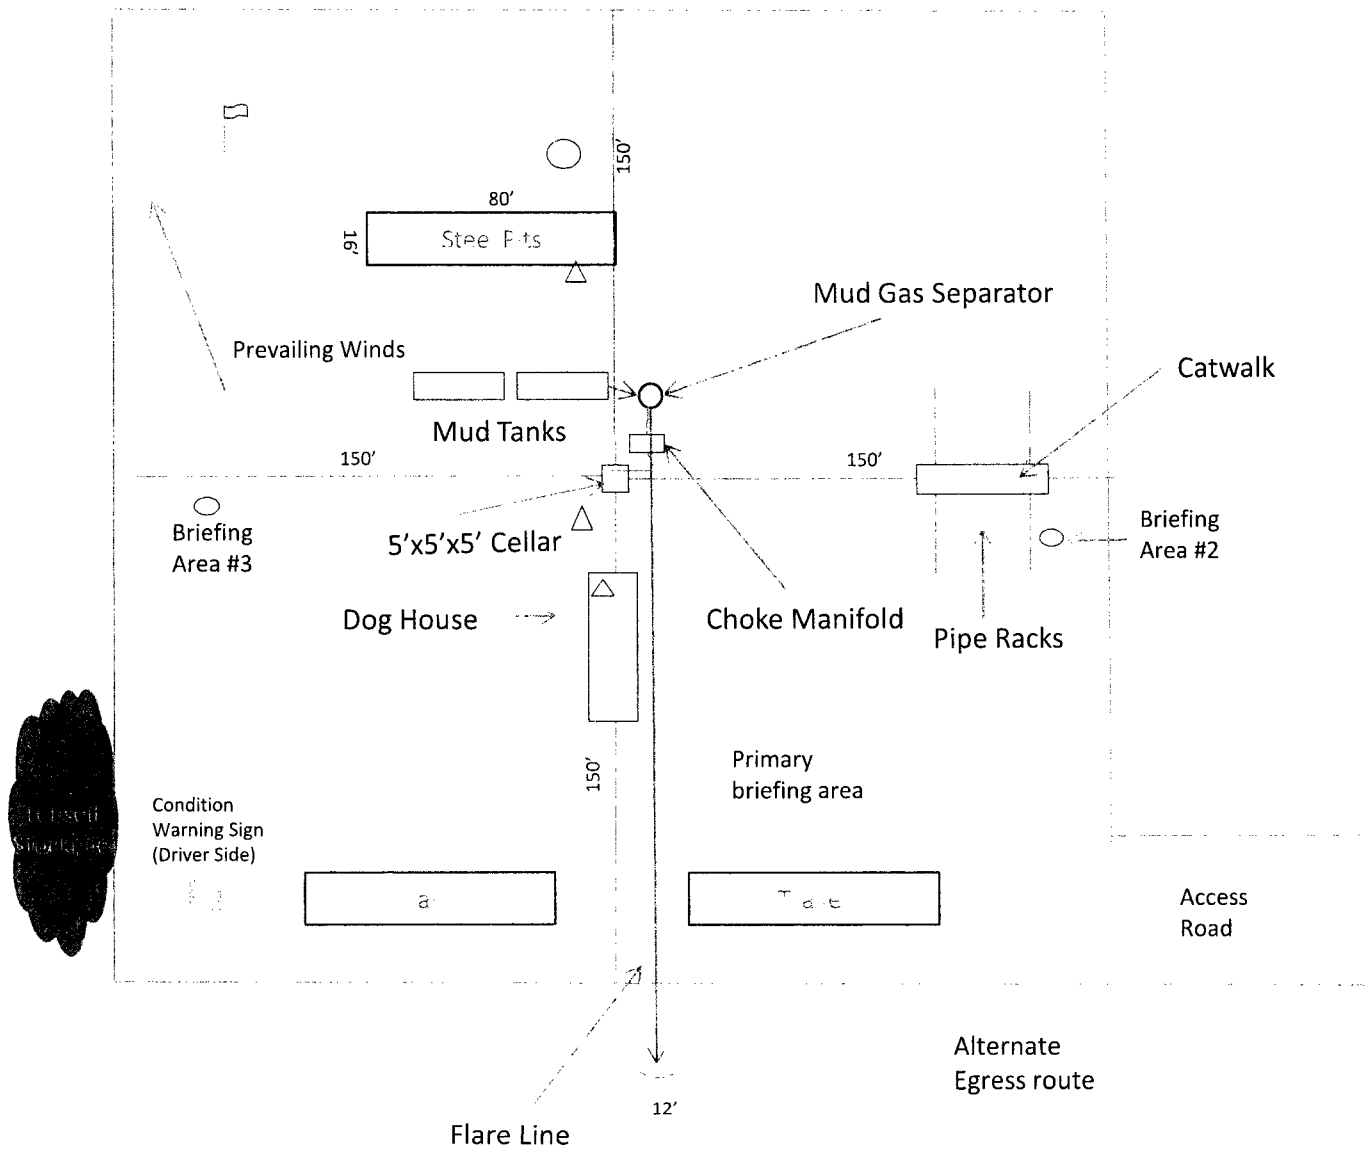 150'
80'
16'
Mud Gas Separator
Prevailing Winds
Catwalk
Mud Tanks
150'
150'
Briefing
Area #3
5'x5'x5' Cellar
Briefing
Area #2
Dog House
Choke Manifold
Pipe Racks
150'
Primary
briefing area
Condition
Warning Sign
(Driver Side)
Access
Road
Alternate
Egress route
12'
Flare Line